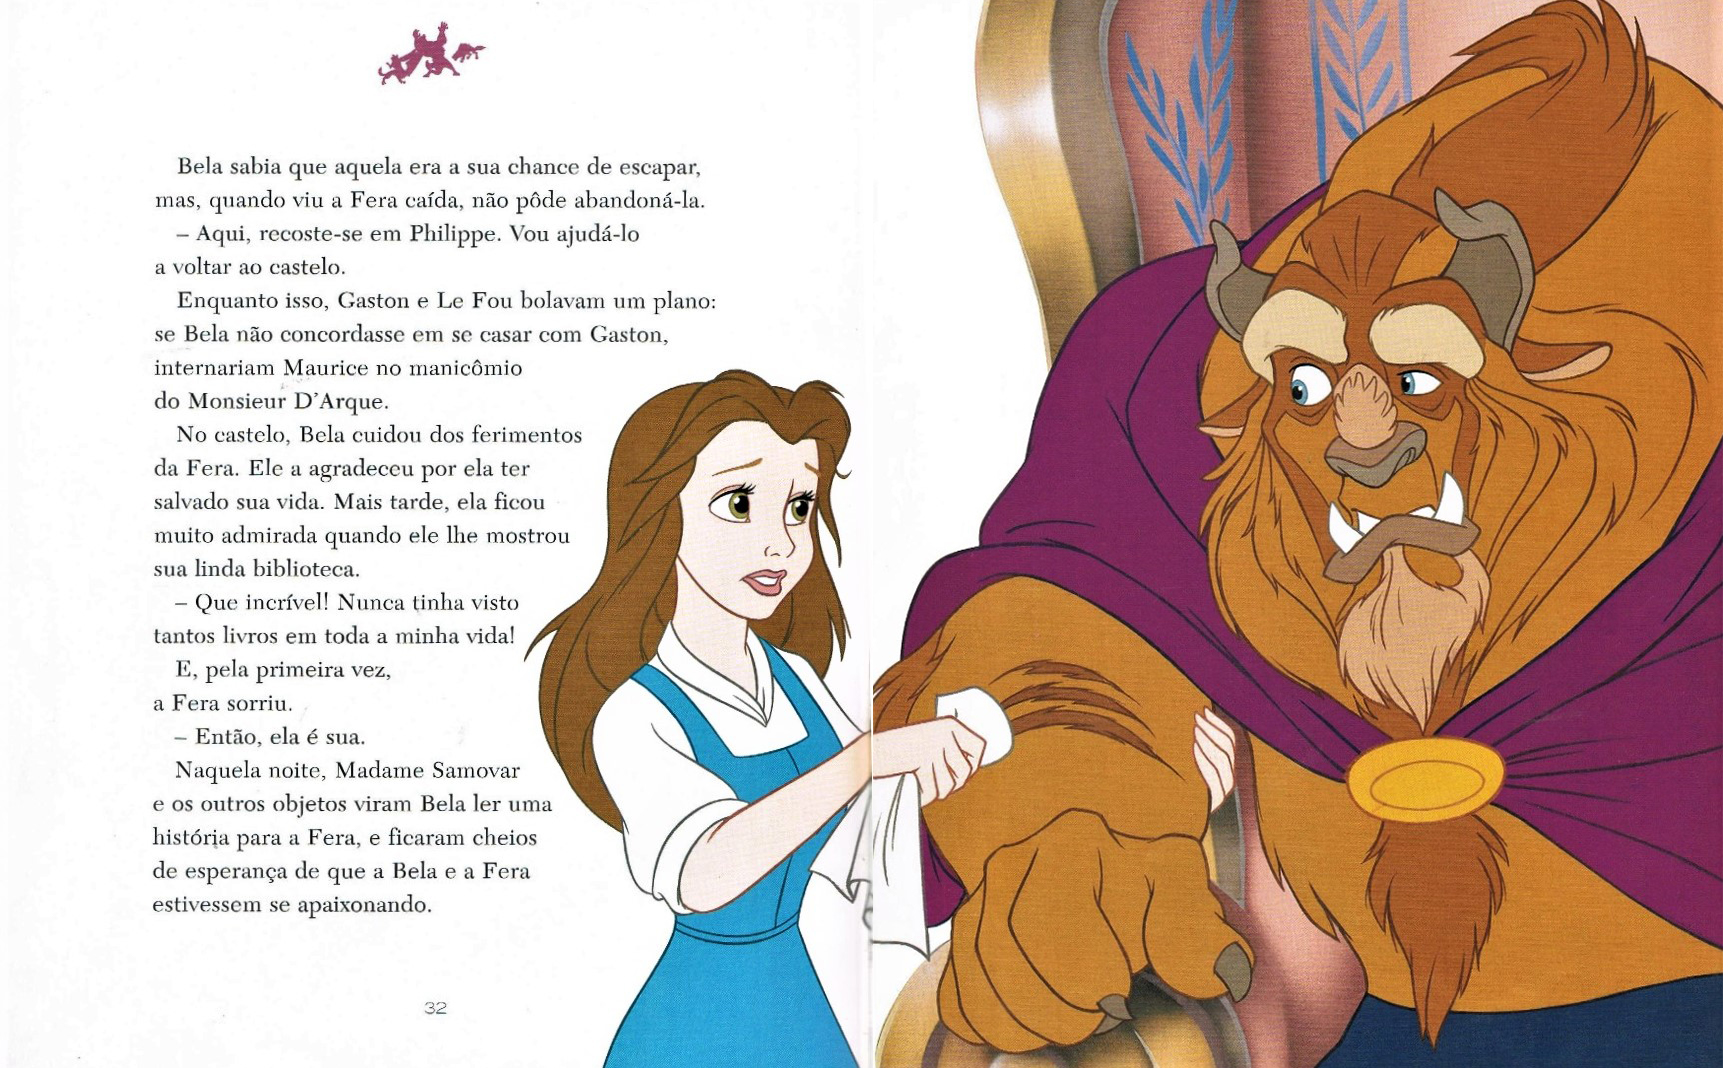 Bela sabia que aquela era a sua chance de escapar,
mas, quando viu a Fera caída, não pôde abandoná-la.
– Aqui, recoste-se em Philippe. Vou ajudá-lo
a voltar ao castelo.
Enquanto isso, Gaston e Le Fou bolavam um plano:
se Bela não concordasse em se casar com Gaston,
internariam Maurice no manicômio
do Monsieur D'Arque.
No castelo, Bela cuidou dos ferimentos
da Fera. Ele a agradeceu por ela ter
salvado sua vida. Mais tarde, ela ficou
muito admirada quando ele lhe mostrou
sua linda biblioteca.
– Que incrível! Nunca tinha visto
tantos livros em toda a minha vida!
E, pela primeira vez,
a Fera sorriu.
– Então, ela é sua.
Naquela noite, Madame Samovar
e os outros objetos viram Bela ler uma
história para a Fera, e ficaram cheios
de esperança de que a Bela e a Fera
estivessem se apaixonando.
32